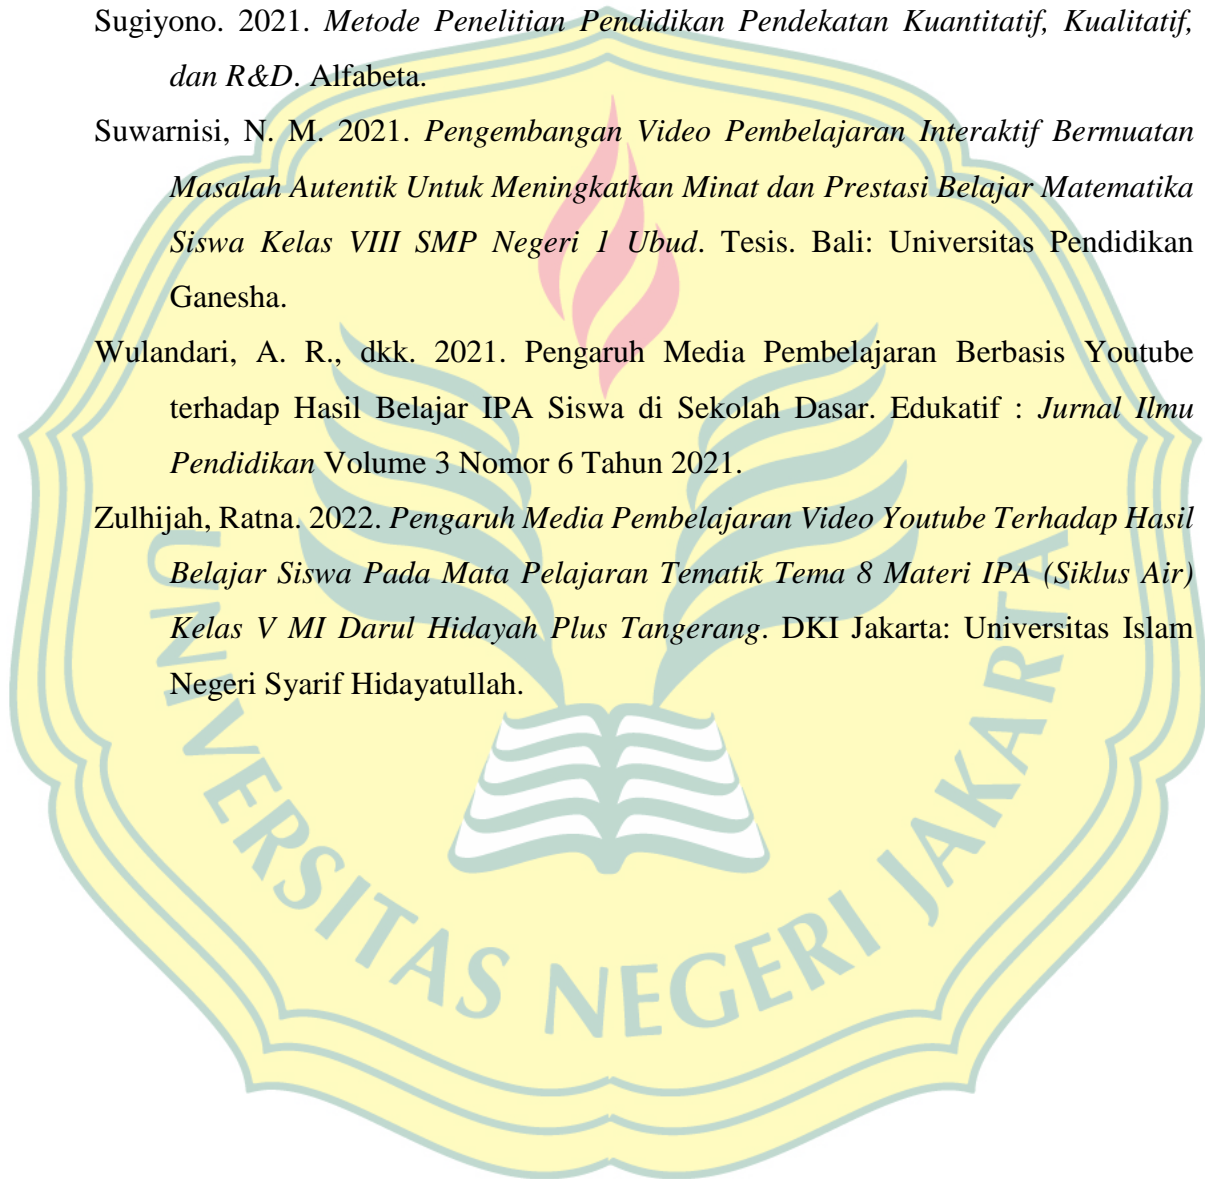 Sugiyono. 2021. Metode Penelitian Pendidikan Pendekatan Kuantitatif, Kualitatif,
dan R&D. Alfabeta.
Suwarnisi, N. M. 2021. Pengembangan Video Pembelajaran Interaktif Bermuatan
Masalah Autentik Untuk Meningkatkan Minat dan Prestasi Belajar Matematika
Siswa Kelas VIII SMP Negeri 1 Ubud. Tesis. Bali: Universitas Pendidikan
Ganesha.
Wulandari, A. R., dkk. 2021. Pengaruh Media Pembelajaran Berbasis Youtube
terhadap Hasil Belajar IPA Siswa di Sekolah Dasar. Edukatif : Jurnal Ilmu
Pendidikan Volume 3 Nomor 6 Tahun 2021.
Zulhijah, Ratna. 2022. Pengaruh Media Pembelajaran Video Youtube Terhadap Hasil
Belajar Siswa Pada Mata Pelajaran Tematik Tema 8 Materi IPA (Siklus Air)
Kelas V MI Darul Hidayah Plus Tangerang. DKI Jakarta: Universitas Islam
Negeri Syarif Hidayatullah.
UNIVERSITAS NEGERI JAKARTA